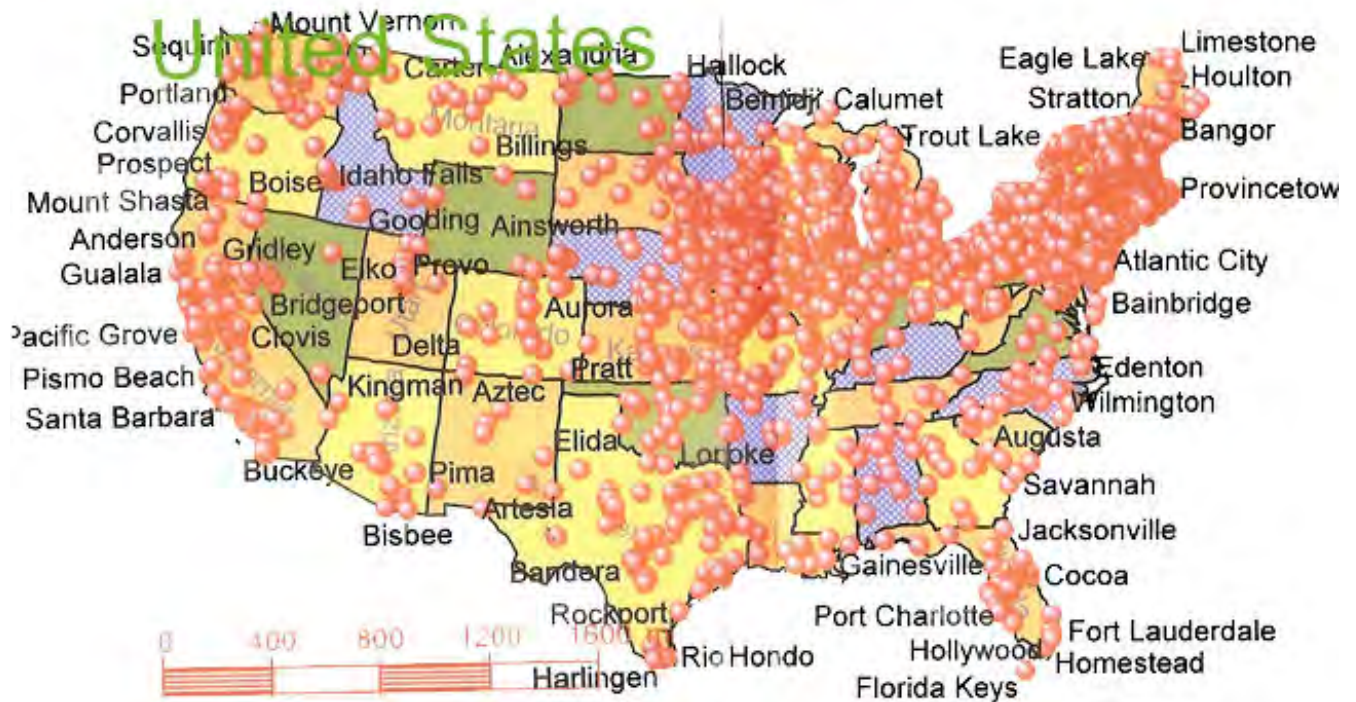 United States
Mount Vernon
Sequim
Carter
Alexandria
Hallock
Limestone
Eagle Lake
Houlton
Portland
Bemidji
Calumet
Stratton
Corvallis
Montana
Trout Lake
Bangor
Prospect
Billings
Boise
Idaho Falls
Provincetow
Mount Shasta
Gooding
Ainsworth
Anderson
Gridley
Gualala
Elko
Provo
Atlantic City
Bridgeport
Aurora
Bainbridge
Pacific Grove
Clovis
Delta
Pratt
Pismo Beach
Kingman
Aztec
Edenton
Santa Barbara
Wilmington
Elida
Augusta
Buckeye
Pima
Lonoke
Artesia
Savannah
Bisbee
Jacksonville
Bandera
Gainesville
Cocoa
Rockport
Port Charlotte
0 400 800 1200 1600
Fort Lauderdale
Rio Hondo
Hollywood
Homestead
Harlingen
Florida Keys